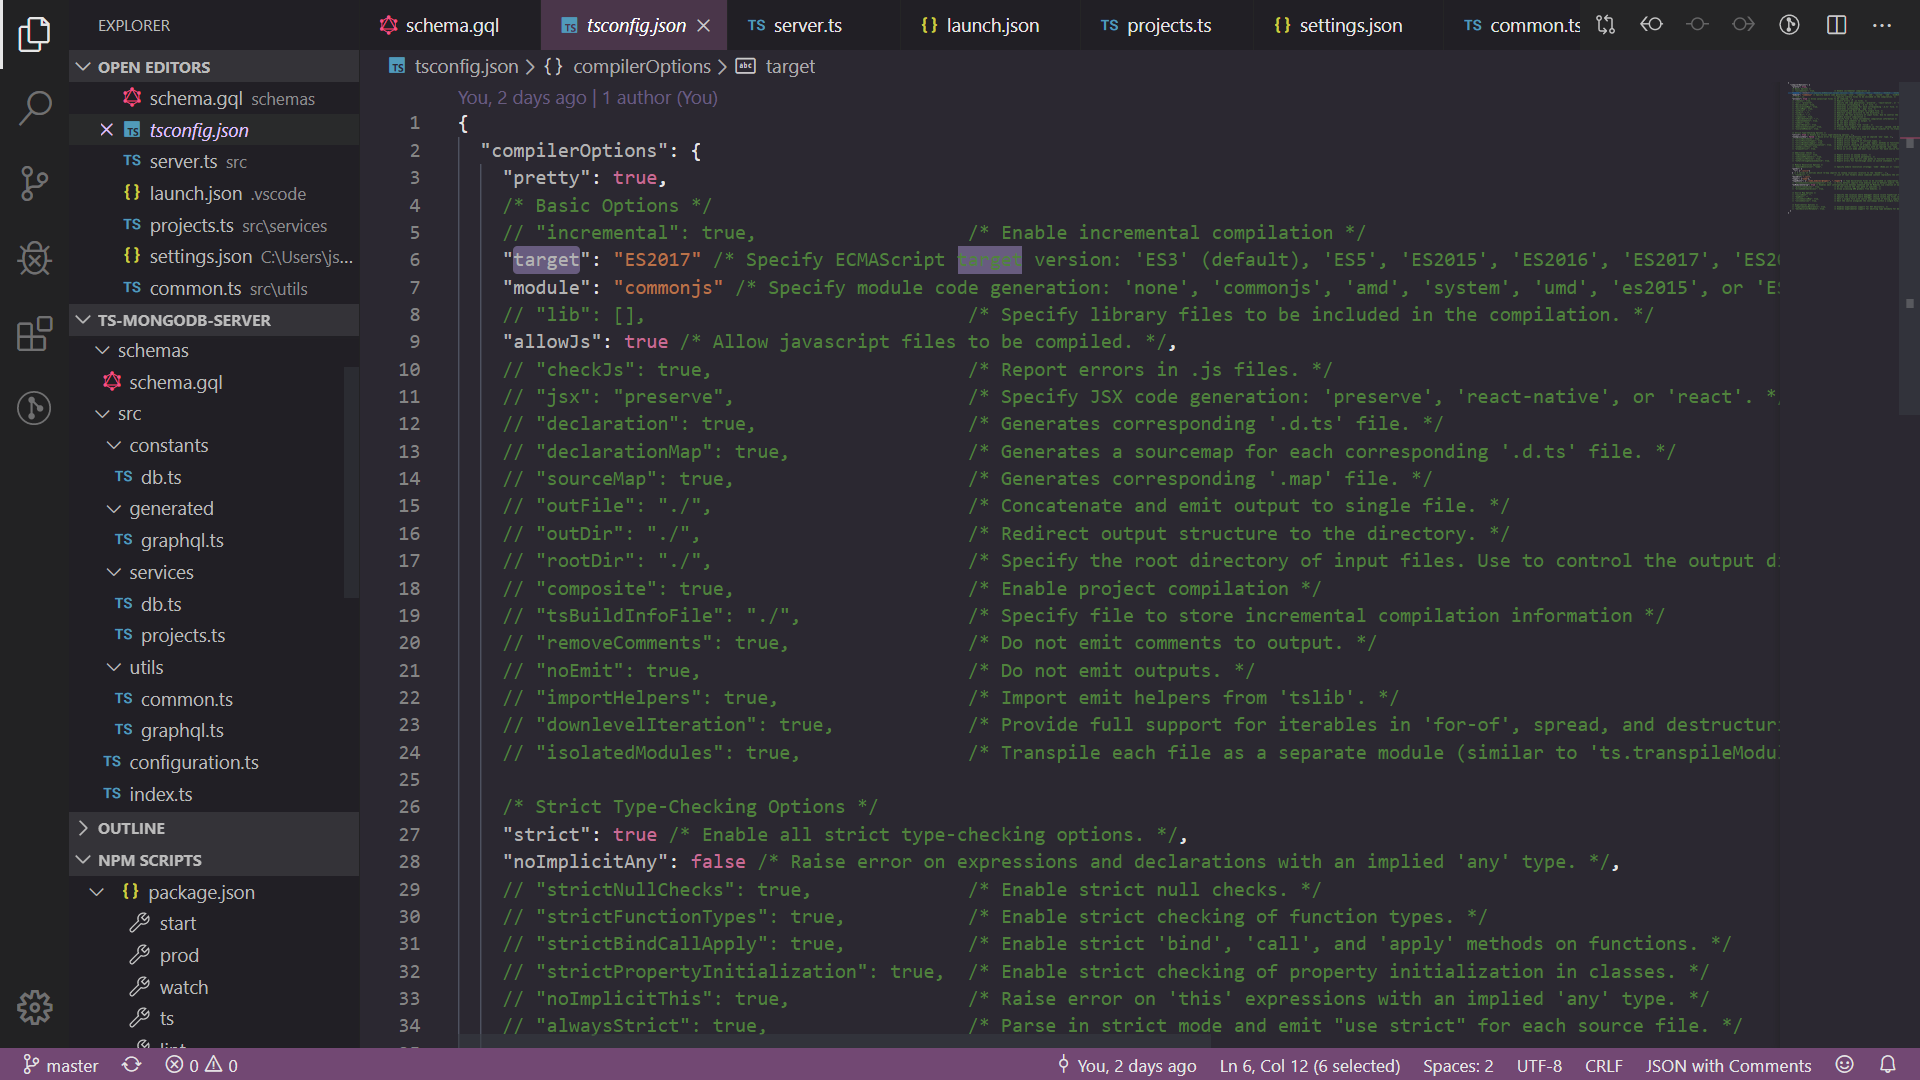 EXPLORER
OPEN EDITORS
schema.gql schemas
tsconfig.json
TS server.ts src
{} launch.json .vscode
TS projects.ts src\services
{} settings.json C:\Users\js...
TS common.ts src\utils
TS-MONGODB-SERVER
schemas
schema.gql
src
constants
TS db.ts
generated
TS graphql.ts
services
TS db.ts
TS projects.ts
utils
TS common.ts
TS graphql.ts
TS configuration.ts
TS index.ts
OUTLINE
NPM SCRIPTS
{} package.json
start
prod
watch
ts
schema.gql
TS tsconfig.json
TS server.ts
{} launch.json
TS projects.ts
{} settings.json
TS common.ts
TS tsconfig.json > {} compilerOptions > abc target
You, 2 days ago | 1 author (You)
1 {
2 "compilerOptions": {
3 "pretty": true,
4 /* Basic Options */
5 // "incremental": true, /* Enable incremental compilation */
6 "target": "ES2017" /* Specify ECMAScript target version: 'ES3' (default), 'ES5', 'ES2015', 'ES2016', 'ES2017', 'ES20
7 "module": "commonjs" /* Specify module code generation: 'none', 'commonjs', 'amd', 'system', 'umd', 'es2015', or 'ES
8 // "lib": [], /* Specify library files to be included in the compilation. */
9 "allowJs": true /* Allow javascript files to be compiled. */,
10 // "checkJs": true, /* Report errors in .js files. */
11 // "jsx": "preserve", /* Specify JSX code generation: 'preserve', 'react-native', or 'react'. *
12 // "declaration": true, /* Generates corresponding '.d.ts' file. */
13 // "declarationMap": true, /* Generates a sourcemap for each corresponding '.d.ts' file. */
14 // "sourceMap": true, /* Generates corresponding '.map' file. */
15 // "outFile": "./", /* Concatenate and emit output to single file. */
16 // "outDir": "./", /* Redirect output structure to the directory. */
17 // "rootDir": "./", /* Specify the root directory of input files. Use to control the output d
18 // "composite": true, /* Enable project compilation */
19 // "tsBuildInfoFile": "./", /* Specify file to store incremental compilation information */
20 // "removeComments": true, /* Do not emit comments to output. */
21 // "noEmit": true, /* Do not emit outputs. */
22 // "importHelpers": true, /* Import emit helpers from 'tslib'. */
23 // "downlevelIteration": true, /* Provide full support for iterables in 'for-of', spread, and destructuri
24 // "isolatedModules": true, /* Transpile each file as a separate module (similar to 'ts.transpileModul
25
26 /* Strict Type-Checking Options */
27 "strict": true /* Enable all strict type-checking options. */,
28 "noImplicitAny": false /* Raise error on expressions and declarations with an implied 'any' type. */,
29 // "strictNullChecks": true, /* Enable strict null checks. */
30 // "strictFunctionTypes": true, /* Enable strict checking of function types. */
31 // "strictBindCallApply": true, /* Enable strict 'bind', 'call', and 'apply' methods on functions. */
32 // "strictPropertyInitialization": true, /* Enable strict checking of property initialization in classes. */
33 // "noImplicitThis": true, /* Raise error on 'this' expressions with an implied 'any' type. */
34 // "alwaysStrict": true, /* Parse in strict mode and emit "use strict" for each source file. */
master 0 0 You, 2 days ago Ln 6, Col 12 (6 selected) Spaces: 2 UTF-8 CRLF JSON with Comments